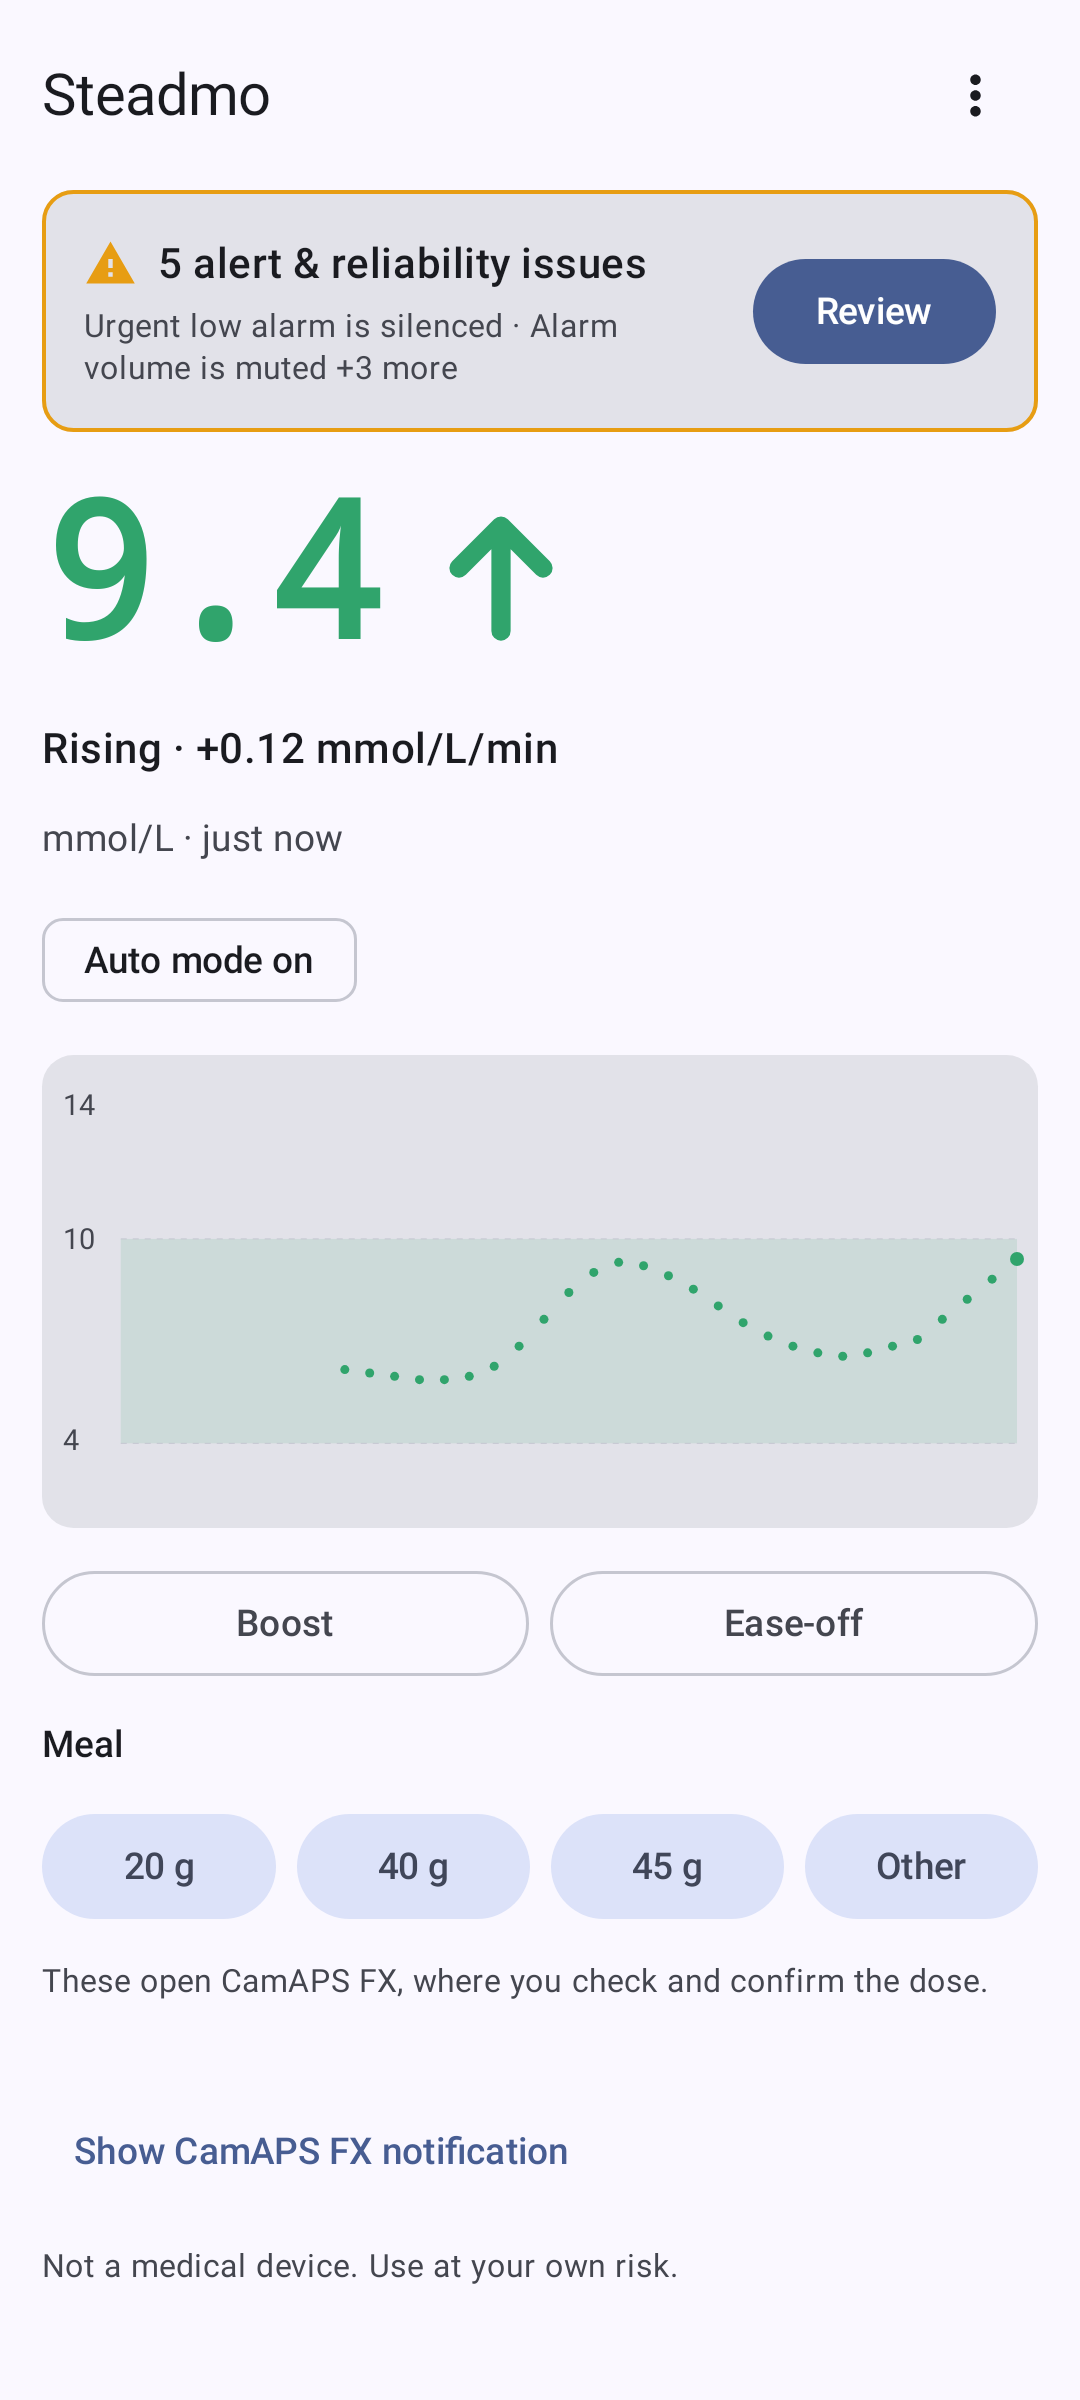 Steadmo
5 alert & reliability issues
Urgent low alarm is silenced · Alarm
volume is muted +3 more
Review
9.4
Rising · +0.12 mmol/L/min
mmol/L · just now
Auto mode on
14
10
4
Boost
Ease-off
Meal
20 g
40 g
45 g
Other
These open CamAPS FX, where you check and confirm the dose.
Show CamAPS FX notification
Not a medical device. Use at your own risk.